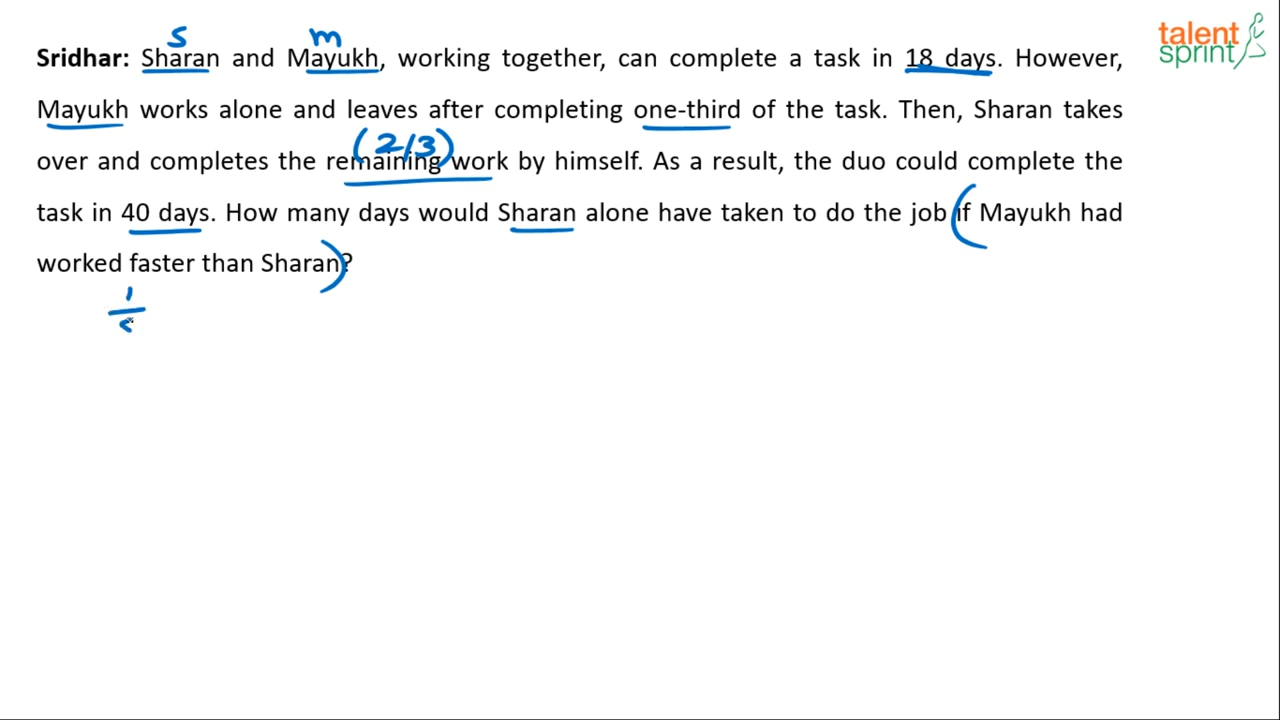 talent
sprint
s m
Sridhar: Sharan and Mayukh, working together, can complete a task in 18 days. However,
Mayukh works alone and leaves after completing one-third of the task. Then, Sharan takes
(2/3)
over and completes the remaining work by himself. As a result, the duo could complete the
task in 40 days. How many days would Sharan alone have taken to do the job (if Mayukh had
worked faster than Sharan)?
1